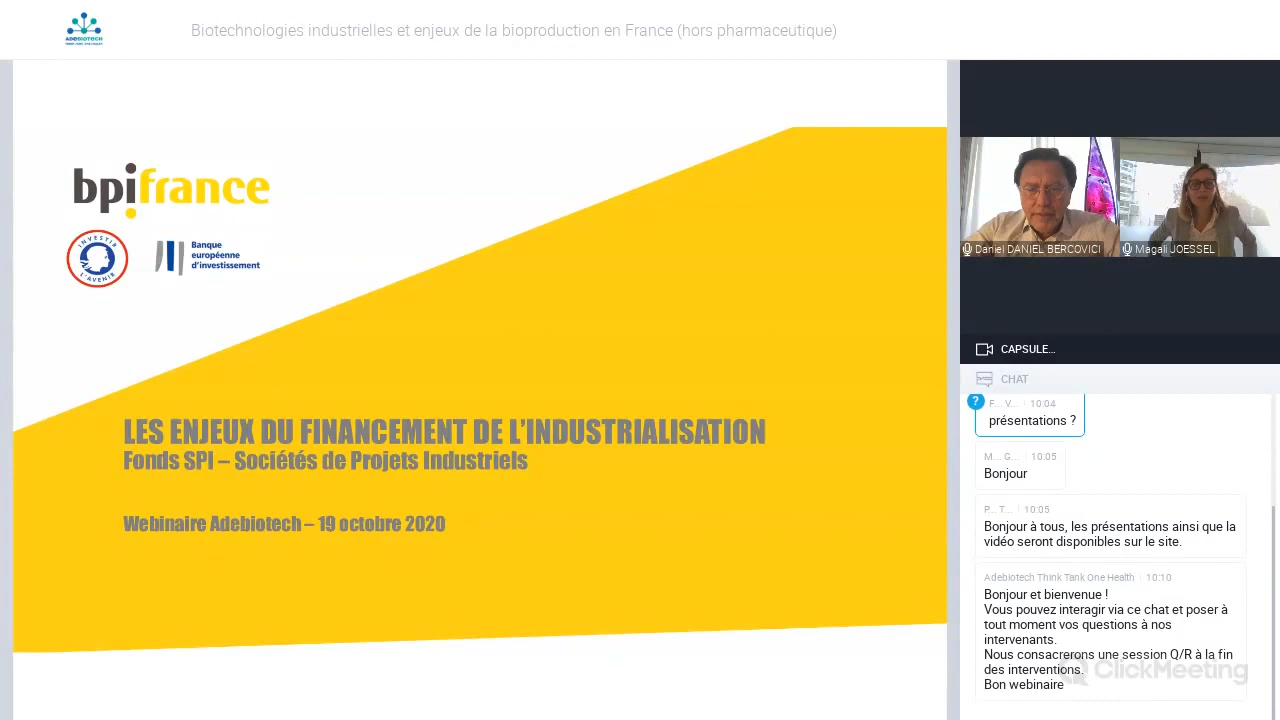 ADEBIOTECH
Biotechnologies industrielles et enjeux de la bioproduction en France (hors pharmaceutique)
bpifrance
INVESTIR
L'AVENIR
Banque
européenne
d'investissement
LES ENJEUX DU FINANCEMENT DE L'INDUSTRIALISATION
Fonds SPI – Sociétés de Projets Industriels
Webinaire Adebiotech – 19 octobre 2020
Daniel DANIEL BERCOVICI
Magali JOESSEL
CAPSULE...
CHAT
?
F... V... 10:04
présentations ?
M... G... 10:05
Bonjour
P... T... 10:05
Bonjour à tous, les présentations ainsi que la
vidéo seront disponibles sur le site.
Adebiotech Think Tank One Health 10:10
Bonjour et bienvenue !
Vous pouvez interagir via ce chat et poser à
tout moment vos questions à nos
intervenants.
Nous consacrerons une session Q/R à la fin
des interventions.
Bon webinaire
ClickMeeting